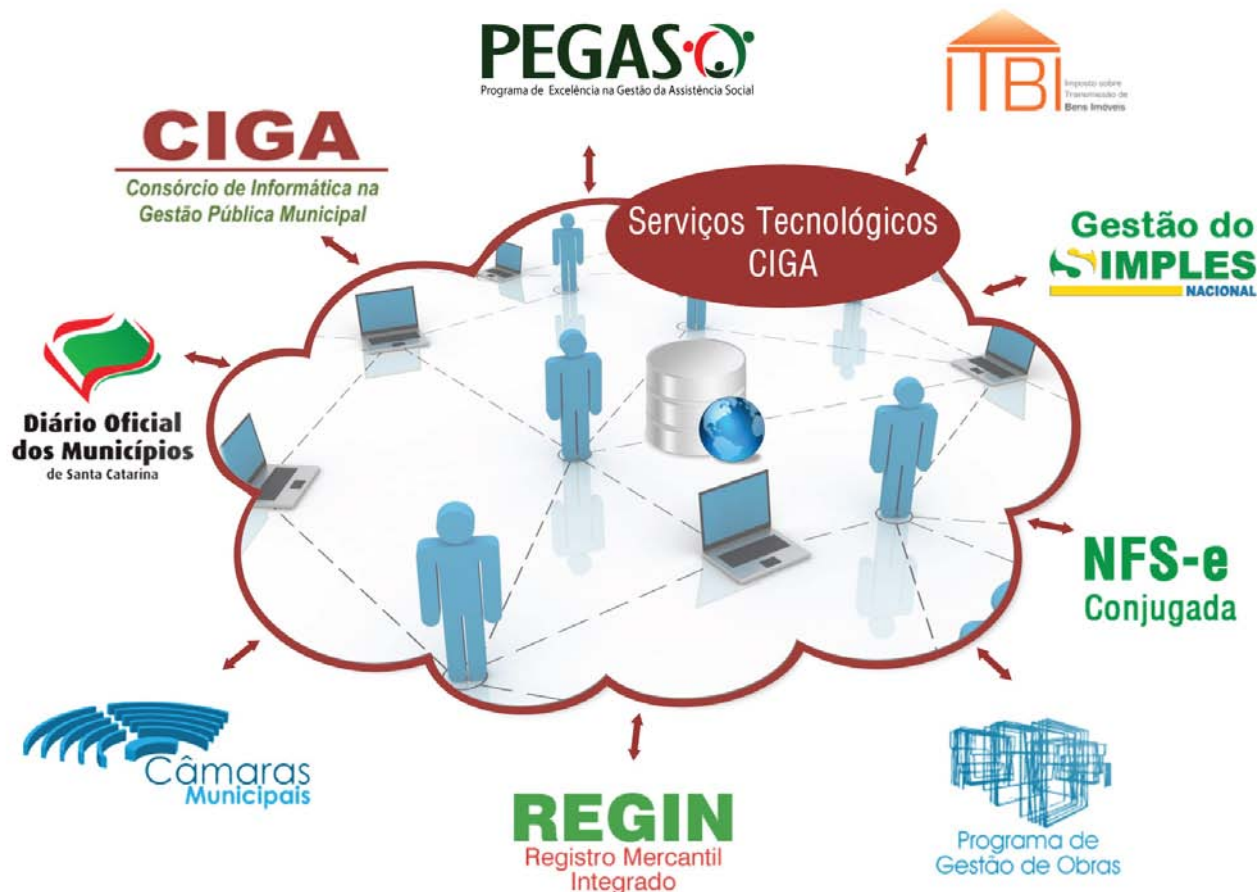 PEGASO
Programa de Excelência na Gestão da Assistência Social
ITBI
Imposto sobre
Transmissão de
Bens Imóveis
CIGA
Consórcio de Informática na
Gestão Pública Municipal
Serviços Tecnológicos
CIGA
Gestão do
SIMPLES
NACIONAL
Diário Oficial
dos Municípios
de Santa Catarina
NFS-e
Conjugada
Câmaras
Municipais
REGIN
Registro Mercantil
Integrado
Programa de
Gestão de Obras